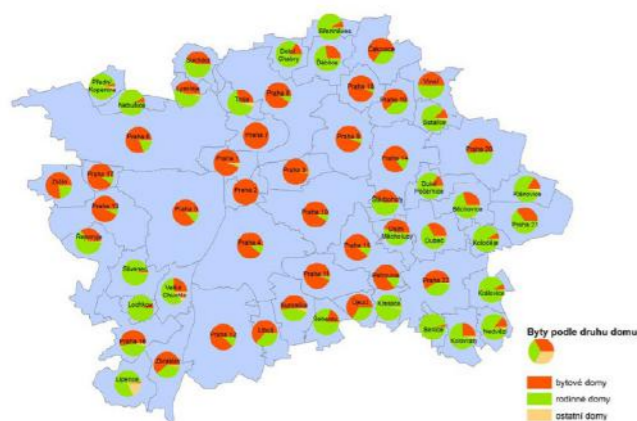 Březiněves
Čakovice
Suchdol
Lysolaje
Troja
Praha 8
Praha 18
Praha 19
Vinoř
Satalice
Přední
Kopanina
Nebušice
Praha 6
Praha 7
Praha 9
Praha 14
Praha 20
Praha 1
Praha 3
Praha 2
Zličín
Praha 17
Praha 13
Praha 5
Praha 10
Dolní
Počernice
Běchovice
Klánovice
Praha 21
Koloděje
Řeporyje
Praha 4
Štěrboholy
Dolní
Měcholupy
Dubeč
Praha 15
Slivenec
Velká
Chuchle
Lochkov
Praha 11
Petrovice
Praha 22
Královice
Nedvězí
Kunratice
Šeberov
Újezd
Křeslice
Benice
Kolovraty
Praha 16
Zbraslav
Praha 12
Libuš
Lipence
Byty podle druhu domu
bytové domy
rodinné domy
ostatní domy